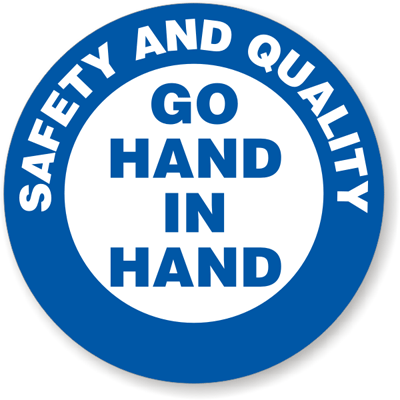 SAFETY AND QUALITY
GO
HAND
IN
HAND